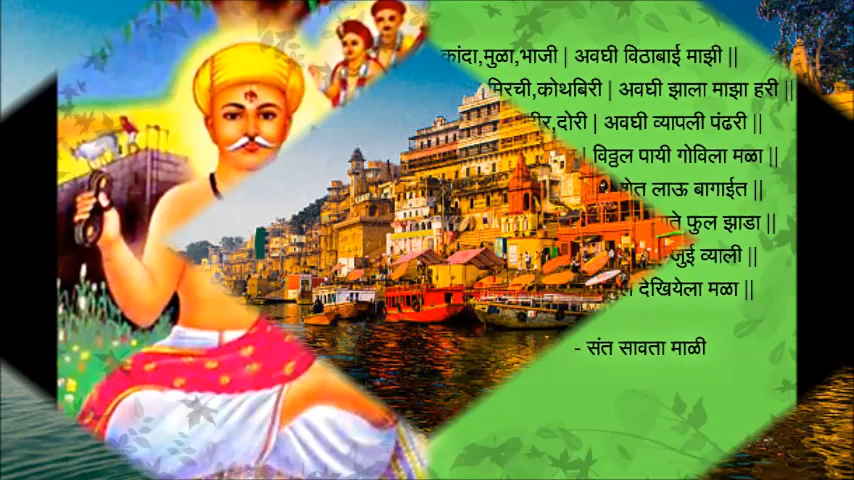 कांदा,मुळा,भाजी | अवघी विठाबाई माझी ||
मिरची,कोथबिरी | अवघी झाला माझा हरी ||
दोरी | अवघी व्यापली पंढरी ||
| विठ्ठल पायी गोविला मळा ||
शेत लाऊ बागाईत ||
फुल झाडा ||
जुई व्याली ||
देखियेला मळा ||
- संत सावता माळी